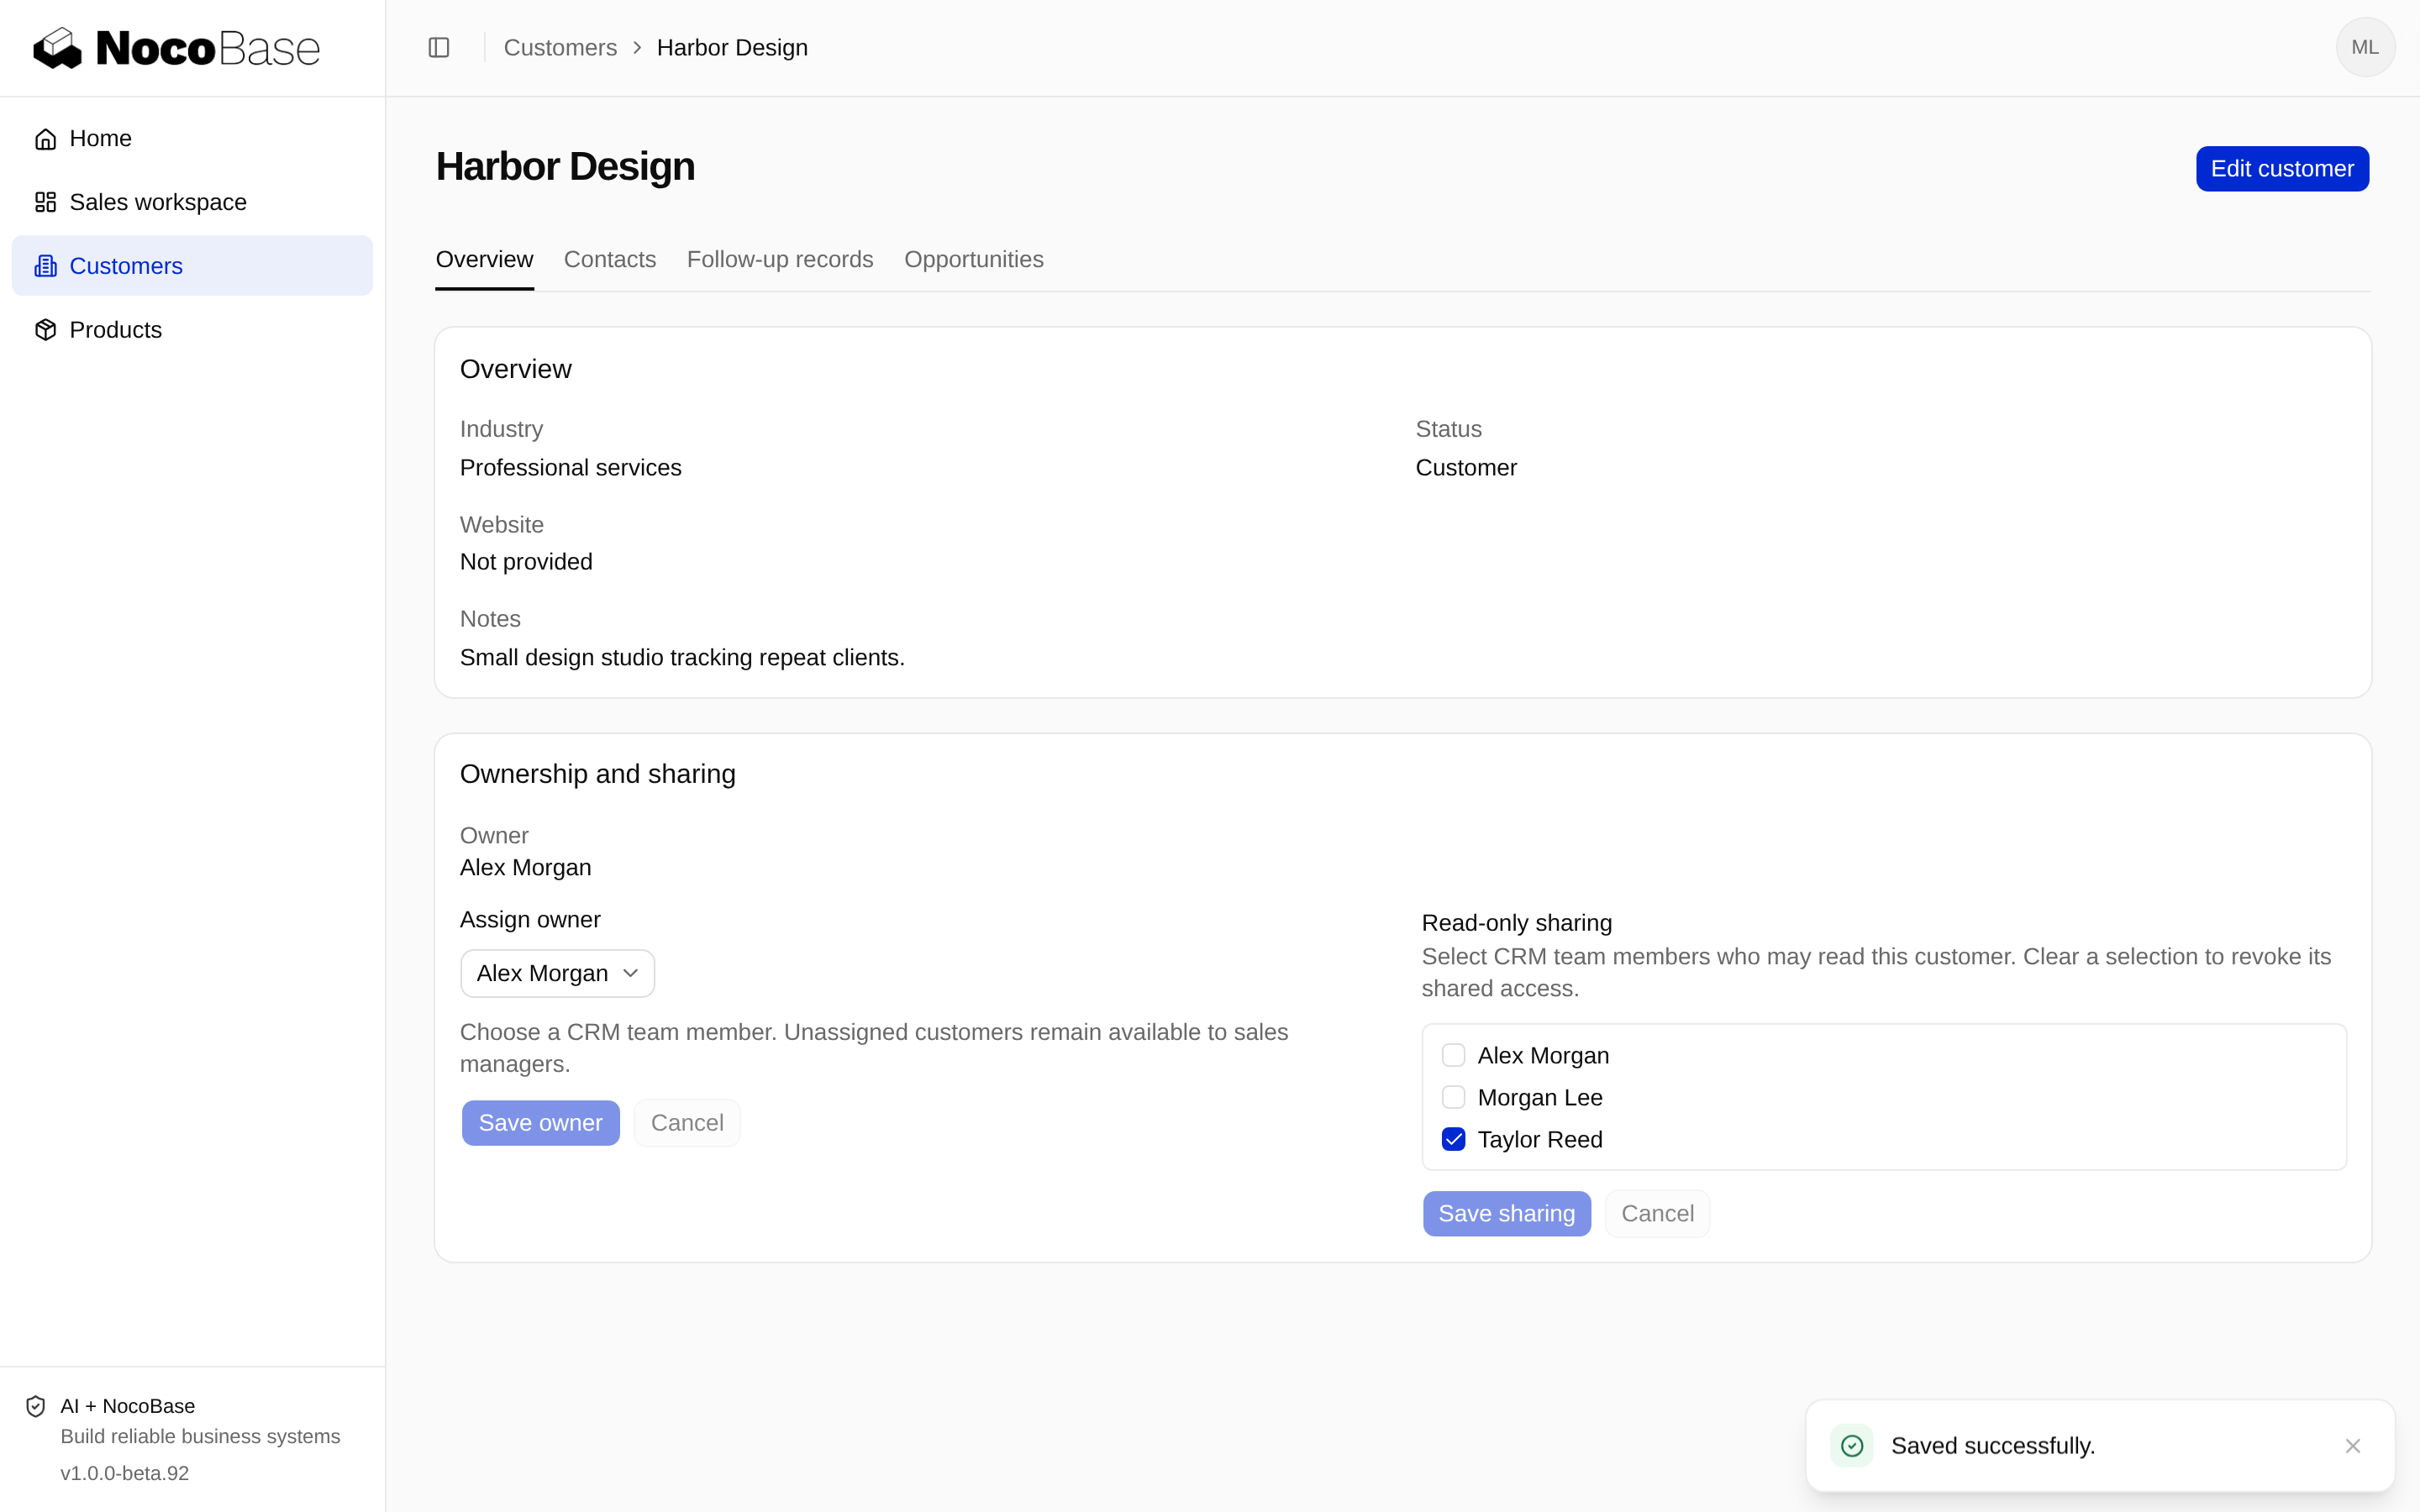 NocoBase
Customers > Harbor Design
ML
Home
Sales workspace
Customers
Products
Harbor Design
Edit customer
Overview Contacts Follow-up records Opportunities
Overview
Industry
Professional services
Status
Customer
Website
Not provided
Notes
Small design studio tracking repeat clients.
Ownership and sharing
Owner
Alex Morgan
Assign owner
Alex Morgan
Choose a CRM team member. Unassigned customers remain available to sales
managers.
Save owner Cancel
Read-only sharing
Select CRM team members who may read this customer. Clear a selection to revoke its
shared access.
Alex Morgan
Morgan Lee
Taylor Reed
Save sharing Cancel
AI + NocoBase
Build reliable business systems
v1.0.0-beta.92
Saved successfully.